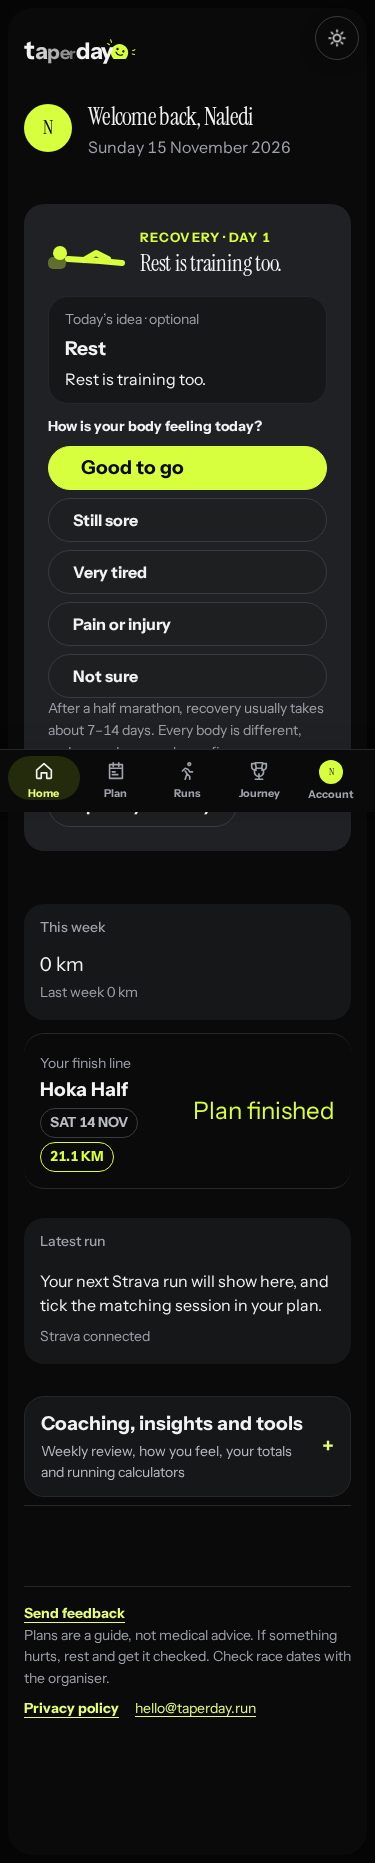 taperday
Welcome back, Naledi
N
Sunday 15 November 2026
RECOVERY · DAY 1
Rest is training too.
Today's idea · optional
Rest
Rest is training too.
How is your body feeling today?
Good to go
Still sore
Very tired
Pain or injury
Not sure
After a half marathon, recovery usually takes
about 7–14 days. Every body is different,
Home
Plan
Runs
Journey
N
Account
This week
0 km
Last week 0 km
Your finish line
Hoka Half
SAT 14 NOV
21.1 KM
Plan finished
Latest run
Your next Strava run will show here, and
tick the matching session in your plan.
Strava connected
Coaching, insights and tools
Weekly review, how you feel, your totals
and running calculators
+
Send feedback
Plans are a guide, not medical advice. If something
hurts, rest and get it checked. Check race dates with
the organiser.
Privacy policy
hello@taperday.run